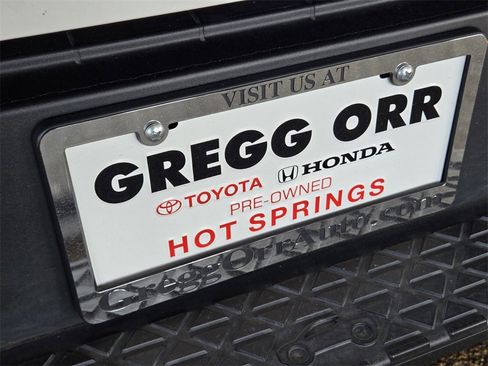 VISIT US AT
GREGG ORR
TOYOTA HONDA
PRE-OWNED
HOT SPRINGS
GreggOrrAuto.com